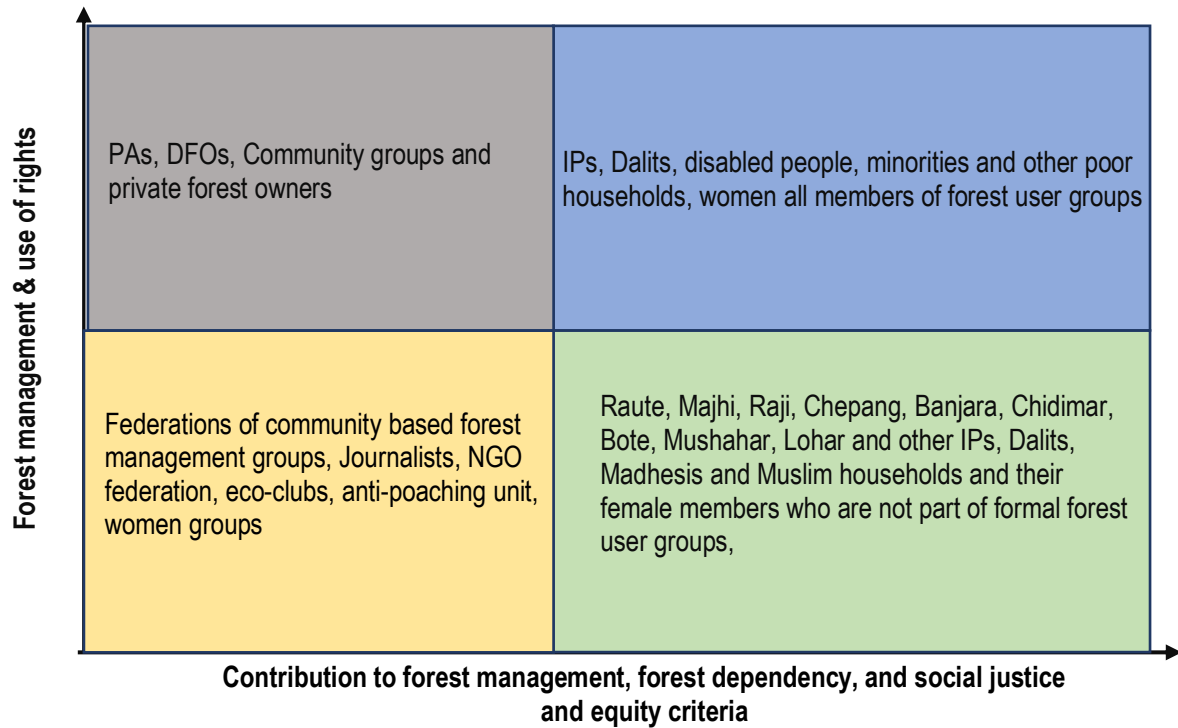 Forest management & use of rights
PAs, DFOs, Community groups and
private forest owners
IPs, Dalits, disabled people, minorities and other poor
households, women all members of forest user groups
Federations of community based forest
management groups, Journalists, NGO
federation, eco-clubs, anti-poaching unit,
women groups
Raute, Majhi, Raji, Chepang, Banjara, Chidimar,
Bote, Mushahar, Lohar and other IPs, Dalits,
Madhesis and Muslim households and their
female members who are not part of formal forest
user groups,
Contribution to forest management, forest dependency, and social justice
and equity criteria